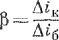 β = Δiк / Δiб